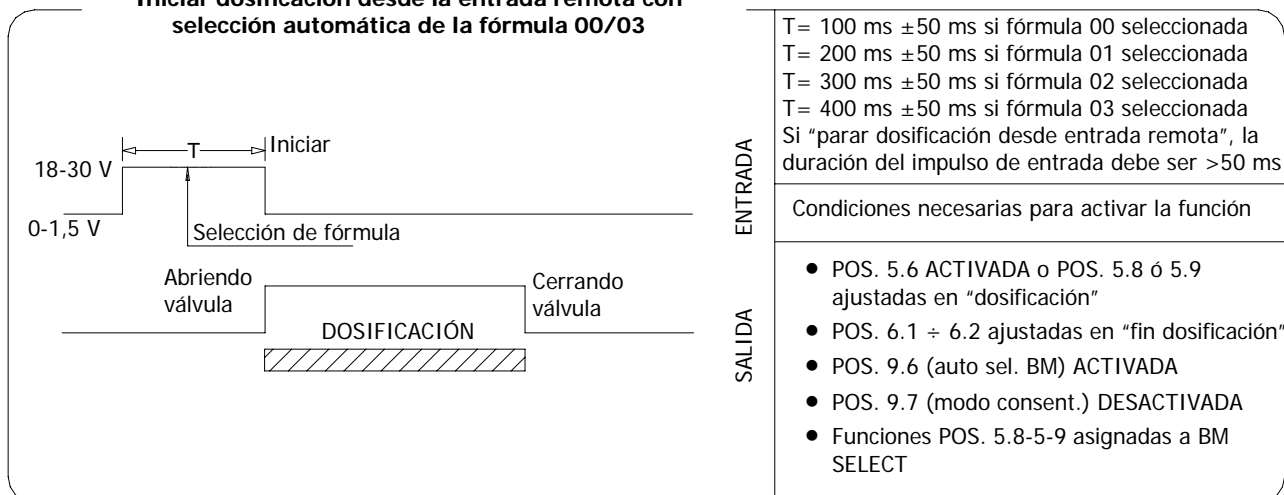 Iniciar dosificación desde la entrada remota con
selección automática de la fórmula 00/03
T
Iniciar
18-30 V
0-1,5 V
Selección de fórmula
Abriendo
válvula
Cerrando
válvula
DOSIFICACIÓN
ENTRADA
SALIDA
T= 100 ms ±50 ms si fórmula 00 seleccionada
T= 200 ms ±50 ms si fórmula 01 seleccionada
T= 300 ms ±50 ms si fórmula 02 seleccionada
T= 400 ms ±50 ms si fórmula 03 seleccionada
Si "parar dosificación desde entrada remota", la
duración del impulso de entrada debe ser >50 ms
Condiciones necesarias para activar la función
● POS. 5.6 ACTIVADA o POS. 5.8 ó 5.9
ajustadas en "dosificación"
● POS. 6.1 ÷ 6.2 ajustadas en "fin dosificación"
● POS. 9.6 (auto sel. BM) ACTIVADA
● POS. 9.7 (modo consent.) DESACTIVADA
● Funciones POS. 5.8-5-9 asignadas a BM
SELECT